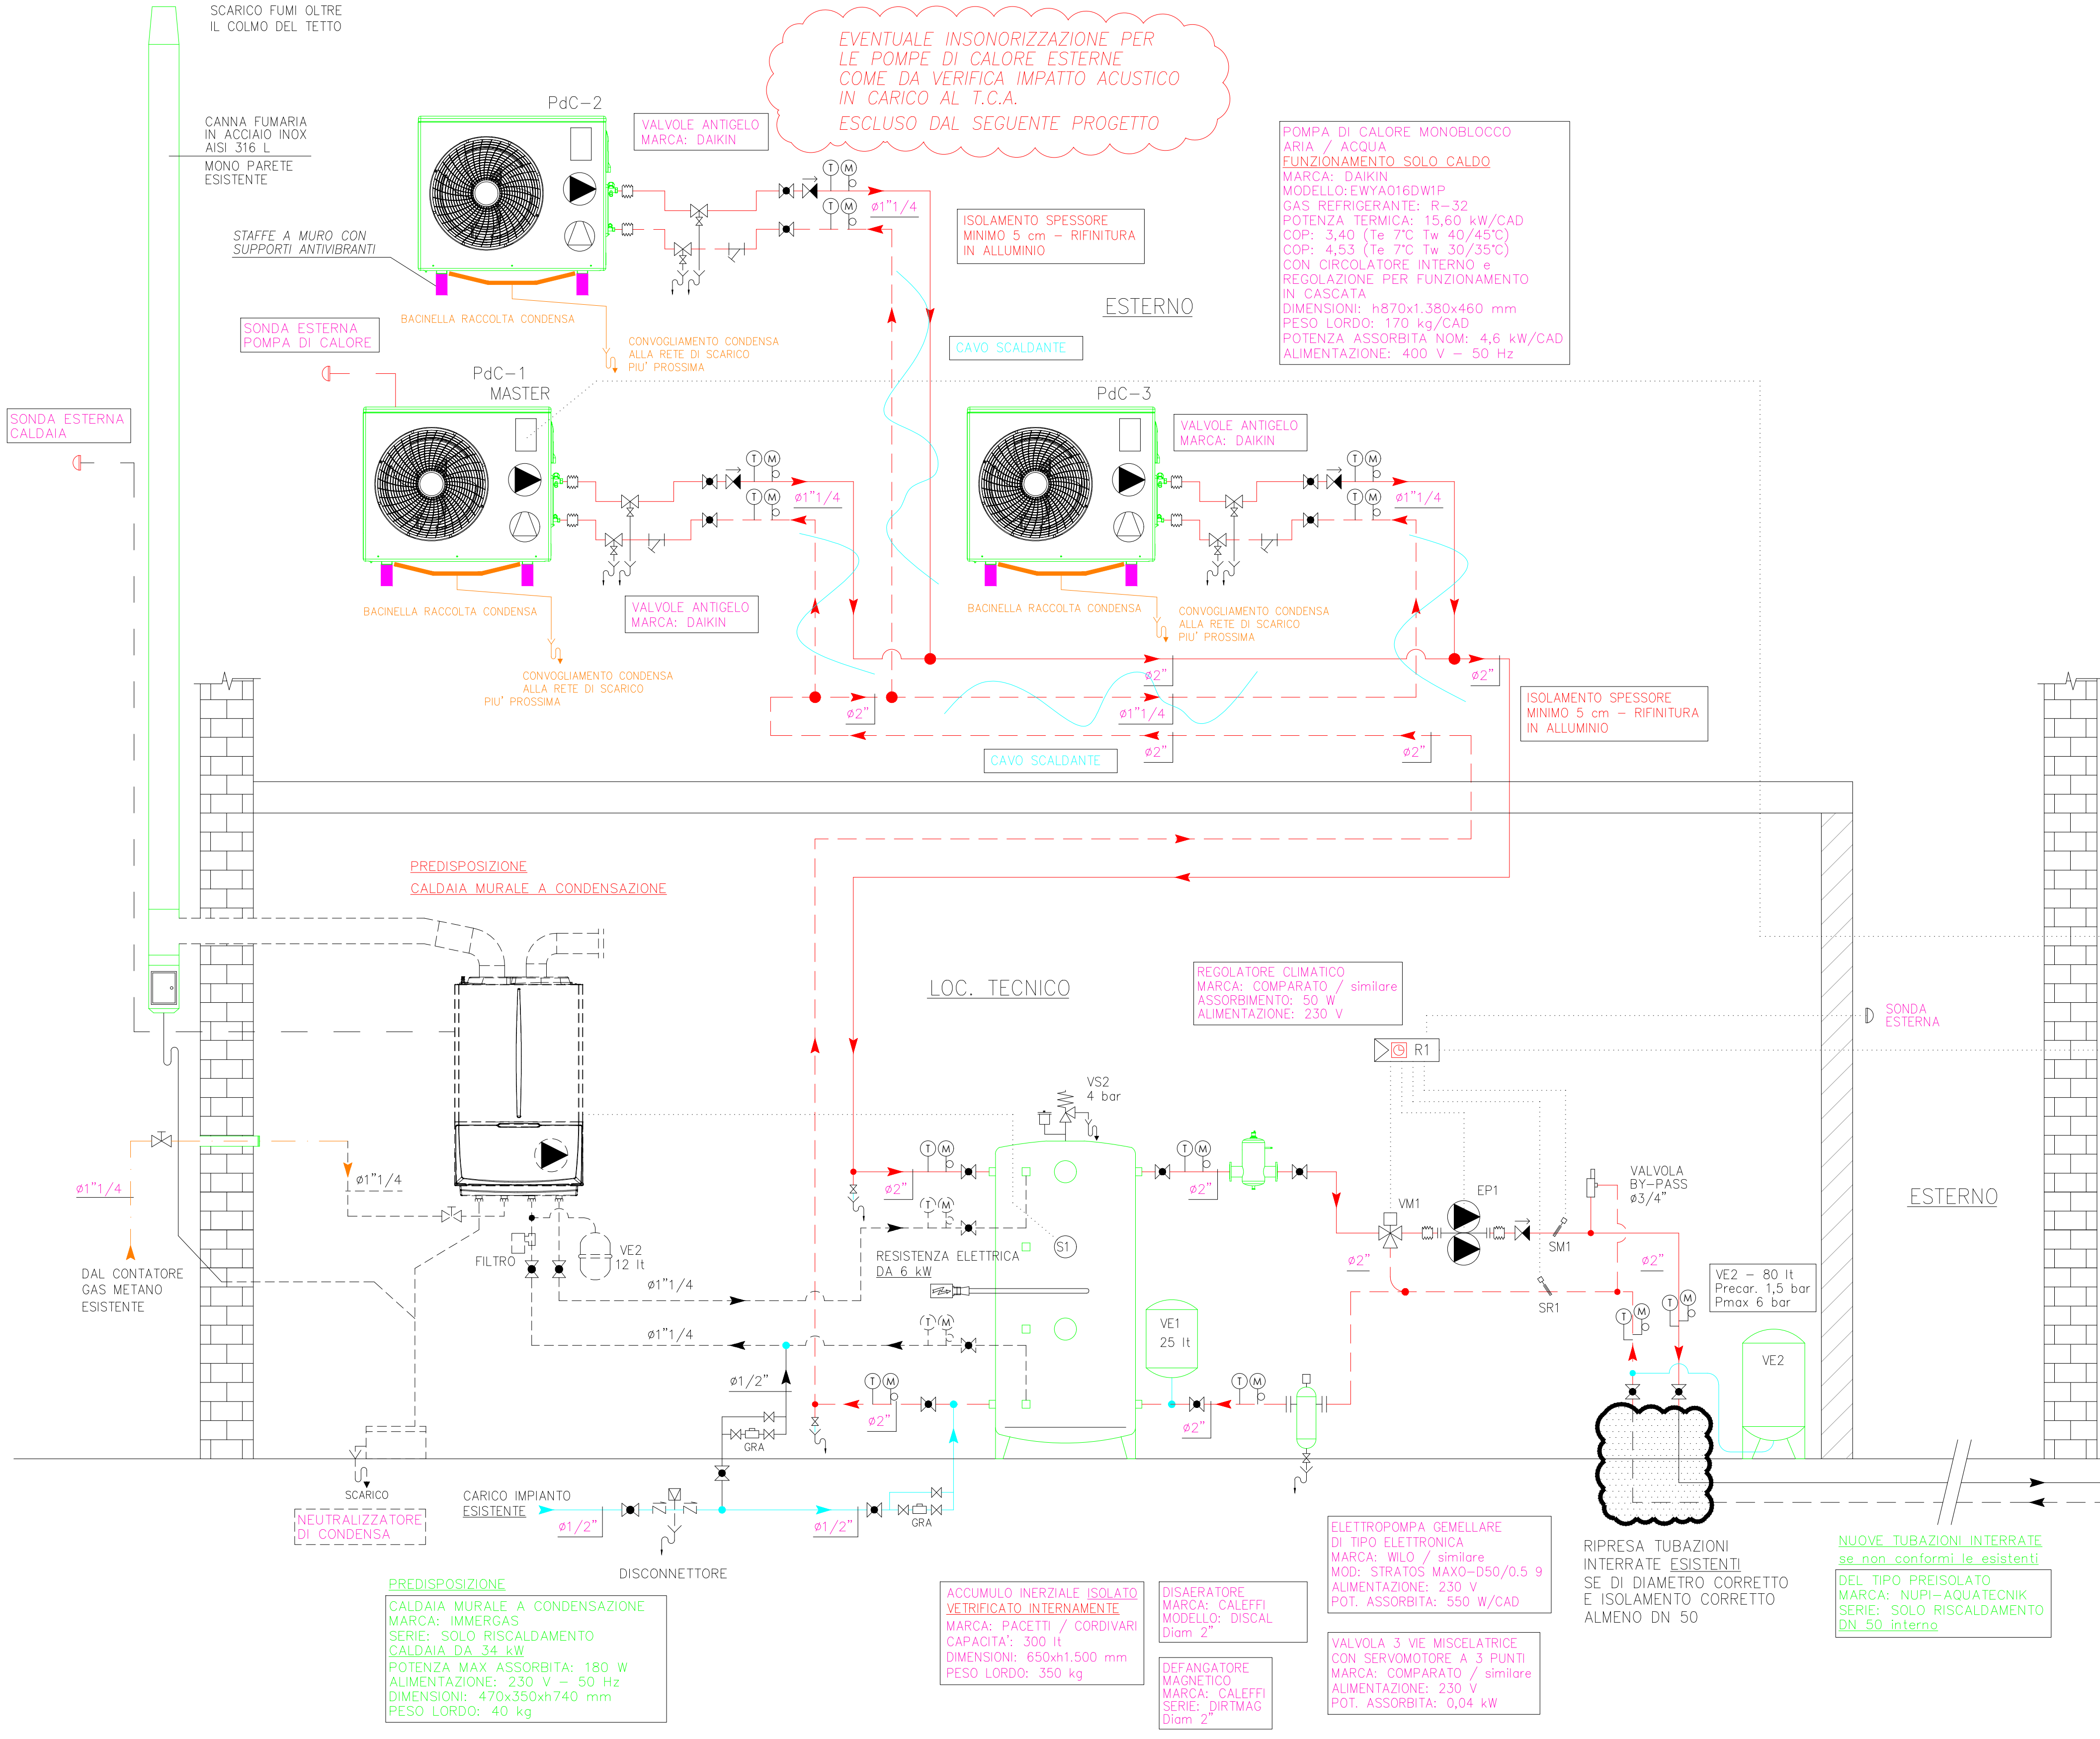 SCARICO FUMI OLTRE
IL COLMO DEL TETTO
CANNA FUMARIA
IN ACCIAIO INOX
AISI 316 L
MONO PARETE
ESISTENTE
STAFFE A MURO CON
SUPPORTI ANTIVIBRANTI
PdC-2
VALVOLE ANTIGELO
MARCA: DAIKIN
EVENTUALE INSONORIZZAZIONE PER
LE POMPE DI CALORE ESTERNE
COME DA VERIFICA IMPATTO ACUSTICO
IN CARICO AL T.C.A.
ESCLUSO DAL SEGUENTE PROGETTO
POMPA DI CALORE MONOBLOCCO
ARIA / ACQUA
FUNZIONAMENTO SOLO CALDO
MARCA: DAIKIN
MODELLO: EWYA016DW1P
GAS REFRIGERANTE: R-32
POTENZA TERMICA: 15,60 kW/CAD
COP: 3,40 (Te 7°C Tw 40/45°C)
COP: 4,53 (Te 7°C Tw 30/35°C)
CON CIRCOLATORE INTERNO e
REGOLAZIONE PER FUNZIONAMENTO
IN CASCATA
DIMENSIONI: h870x1.380x460 mm
PESO LORDO: 170 kg/CAD
POTENZA ASSORBITA NOM: 4,6 kW/CAD
ALIMENTAZIONE: 400 V - 50 Hz
T M
T M
ø1"1/4
ISOLAMENTO SPESSORE
MINIMO 5 cm - RIFINITURA
IN ALLUMINIO
ESTERNO
CAVO SCALDANTE
BACINELLA RACCOLTA CONDENSA
CONVOGLIAMENTO CONDENSA
ALLA RETE DI SCARICO
PIU' PROSSIMA
SONDA ESTERNA
POMPA DI CALORE
SONDA ESTERNA
CALDAIA
PdC-1
MASTER
T M
T M
ø1"1/4
BACINELLA RACCOLTA CONDENSA
VALVOLE ANTIGELO
MARCA: DAIKIN
CONVOGLIAMENTO CONDENSA
ALLA RETE DI SCARICO
PIU' PROSSIMA
PdC-3
VALVOLE ANTIGELO
MARCA: DAIKIN
T M
T M
ø1"1/4
BACINELLA RACCOLTA CONDENSA
CONVOGLIAMENTO CONDENSA
ALLA RETE DI SCARICO
PIU' PROSSIMA
ø2"
ø2"
ø2"
ø1"1/4
ø2"
ø2"
CAVO SCALDANTE
ISOLAMENTO SPESSORE
MINIMO 5 cm - RIFINITURA
IN ALLUMINIO
PREDISPOSIZIONE
CALDAIA MURALE A CONDENSAZIONE
LOC. TECNICO
REGOLATORE CLIMATICO
MARCA: COMPARATO / similare
ASSORBIMENTO: 50 W
ALIMENTAZIONE: 230 V
R1
SONDA
ESTERNA
VS2
4 bar
T M
ø2"
T M
ø2"
T M
S1
RESISTENZA ELETTRICA
DA 6 kW
VM1
EP1
SM1
SR1
VALVOLA
BY-PASS
ø3/4"
ø2"
ø2"
ESTERNO
VE2 - 80 lt
Precar. 1,5 bar
Pmax 6 bar
T M
T M
VE2
ø1"1/4
ø1"1/4
DAL CONTATORE
GAS METANO
ESISTENTE
FILTRO
VE2
12 lt
ø1"1/4
ø1"1/4
T M
VE1
25 lt
T M
ø2"
T M
ø2"
ø1/2"
GRA
SCARICO
NEUTRALIZZATORE
DI CONDENSA
CARICO IMPIANTO
ESISTENTE
ø1/2"
ø1/2"
GRA
DISCONNETTORE
PREDISPOSIZIONE
CALDAIA MURALE A CONDENSAZIONE
MARCA: IMMERGAS
SERIE: SOLO RISCALDAMENTO
CALDAIA DA 34 kW
POTENZA MAX ASSORBITA: 180 W
ALIMENTAZIONE: 230 V - 50 Hz
DIMENSIONI: 470x350xh740 mm
PESO LORDO: 40 kg
ACCUMULO INERZIALE ISOLATO
VETRIFICATO INTERNAMENTE
MARCA: PACETTI / CORDIVARI
CAPACITA': 300 lt
DIMENSIONI: 650xh1.500 mm
PESO LORDO: 350 kg
DISAERATORE
MARCA: CALEFFI
MODELLO: DISCAL
Diam 2"
DEFANGATORE
MAGNETICO
MARCA: CALEFFI
SERIE: DIRTMAG
Diam 2"
ELETTROPOMPA GEMELLARE
DI TIPO ELETTRONICA
MARCA: WILO / similare
MOD: STRATOS MAXO-D50/0.5 9
ALIMENTAZIONE: 230 V
POT. ASSORBITA: 550 W/CAD
VALVOLA 3 VIE MISCELATRICE
CON SERVOMOTORE A 3 PUNTI
MARCA: COMPARATO / similare
ALIMENTAZIONE: 230 V
POT. ASSORBITA: 0,04 kW
RIPRESA TUBAZIONI
INTERRATE ESISTENTI
SE DI DIAMETRO CORRETTO
E ISOLAMENTO CORRETTO
ALMENO DN 50
NUOVE TUBAZIONI INTERRATE
se non conformi le esistenti
DEL TIPO PREISOLATO
MARCA: NUPI-AQUATECNIK
SERIE: SOLO RISCALDAMENTO
DN 50 interno